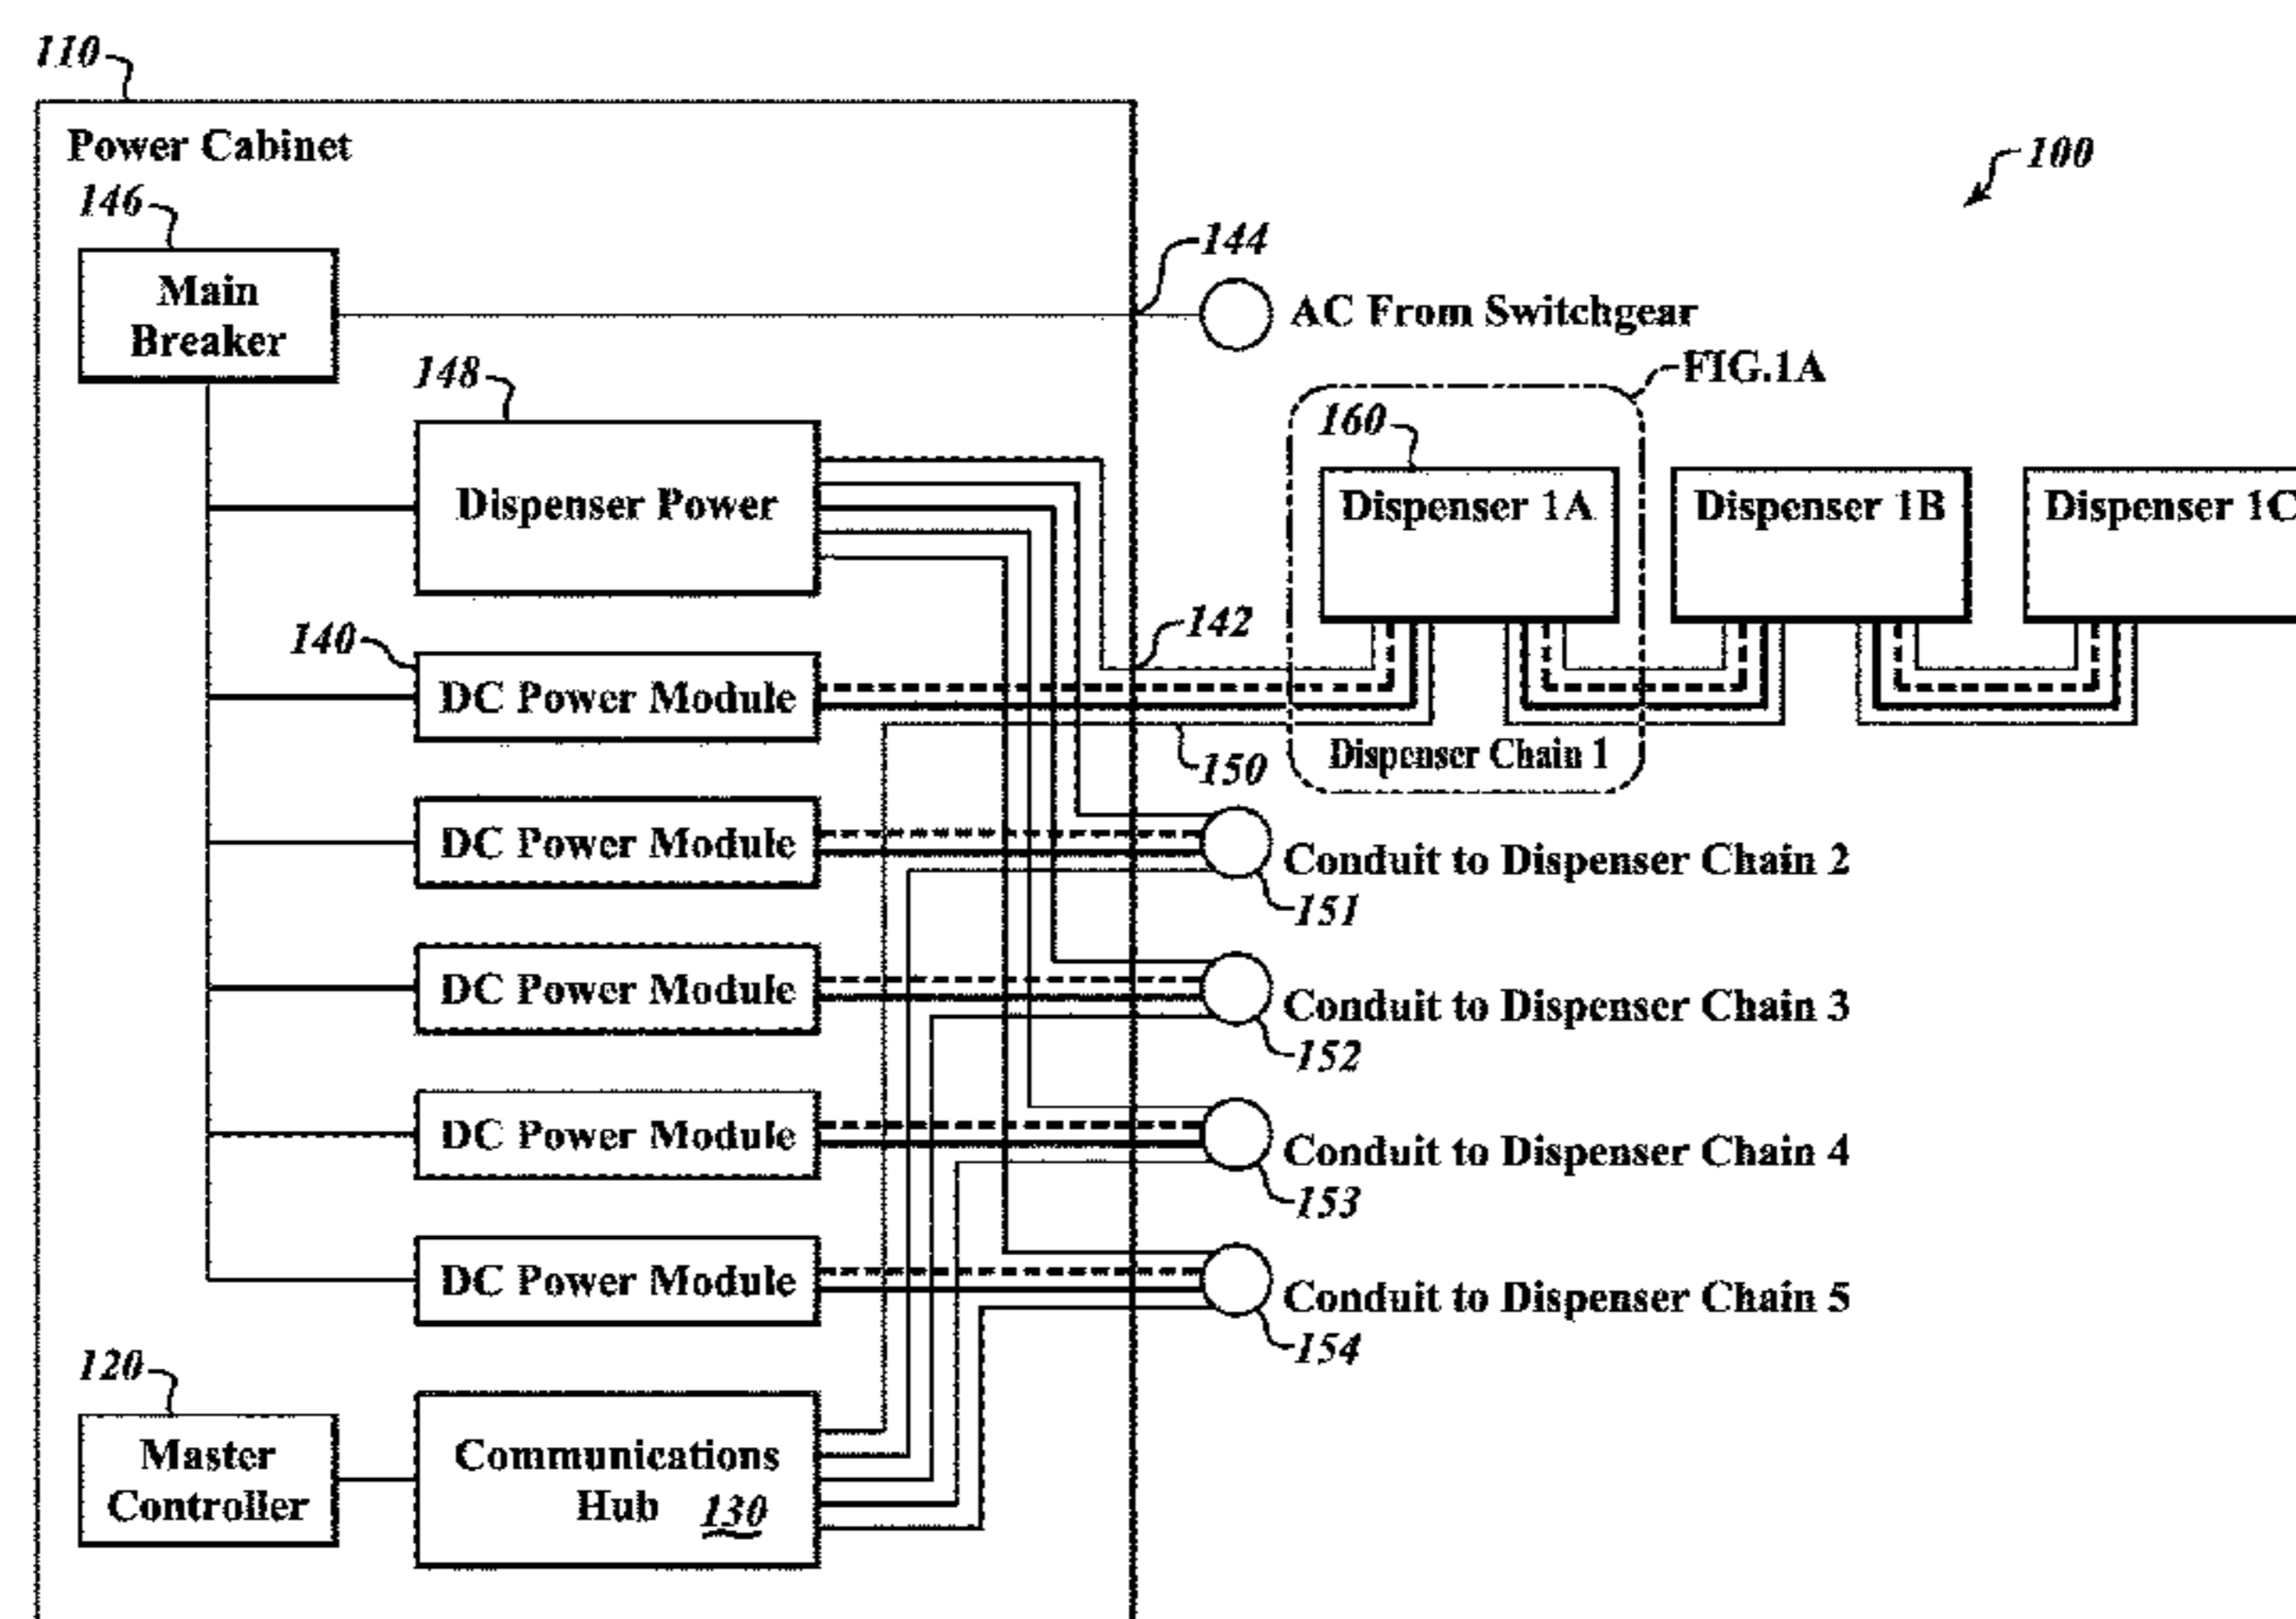 110
Power Cabinet
100
146
144
Main
Breaker
AC From Switchgear
148
FIG.1A
160
Dispenser Power
Dispenser 1A
Dispenser 1B
Dispenser 1C
142
140
DC Power Module
150
Dispenser Chain 1
DC Power Module
Conduit to Dispenser Chain 2
151
DC Power Module
Conduit to Dispenser Chain 3
152
DC Power Module
Conduit to Dispenser Chain 4
153
DC Power Module
Conduit to Dispenser Chain 5
154
120
Master
Controller
Communications
Hub 130